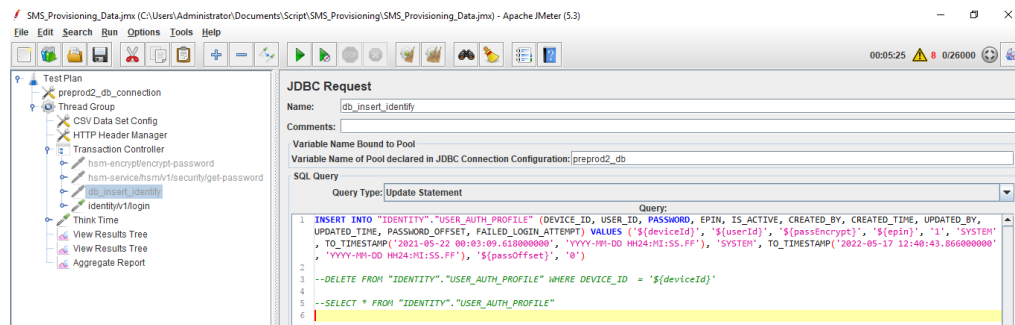 SMS_Provisioning_Data.jmx (C:\Users\Administrator\Documents\Script\SMS_Provisioning\SMS_Provisioning_Data.jmx) - Apache JMeter (5.3)
File Edit Search Run Options Tools Help
00:05:25 8 0/26000
Test Plan
preprod2_db_connection
Thread Group
CSV Data Set Config
HTTP Header Manager
Transaction Controller
hsm-encrypt/encrypt-password
hsm-service/hsm/v1/security/get-password
db_insert_identify
identity/v1/login
Think Time
View Results Tree
View Results Tree
Aggregate Report
JDBC Request
Name: db_insert_identify
Comments:
Variable Name Bound to Pool
Variable Name of Pool declared in JDBC Connection Configuration: preprod2_db
SQL Query
Query Type: Update Statement
Query:
1 INSERT INTO "IDENTITY"."USER_AUTH_PROFILE" (DEVICE_ID, USER_ID, PASSWORD, EPIN, IS_ACTIVE, CREATED_BY, CREATED_TIME, UPDATED_BY,
UPDATED_TIME, PASSWORD_OFFSET, FAILED_LOGIN_ATTEMPT) VALUES ('${deviceId}', '${userId}', '${passEncrypt}', '${epin}', '1', 'SYSTEM'
, TO_TIMESTAMP('2021-05-22 00:03:09.618000000', 'YYYY-MM-DD HH24:MI:SS.FF'), 'SYSTEM', TO_TIMESTAMP('2022-05-17 12:40:43.866000000'
, 'YYYY-MM-DD HH24:MI:SS.FF'), '${passOffset}', '0')
2
3 --DELETE FROM "IDENTITY"."USER_AUTH_PROFILE" WHERE DEVICE_ID = '${deviceId}'
4
5 --SELECT * FROM "IDENTITY"."USER_AUTH_PROFILE"
6